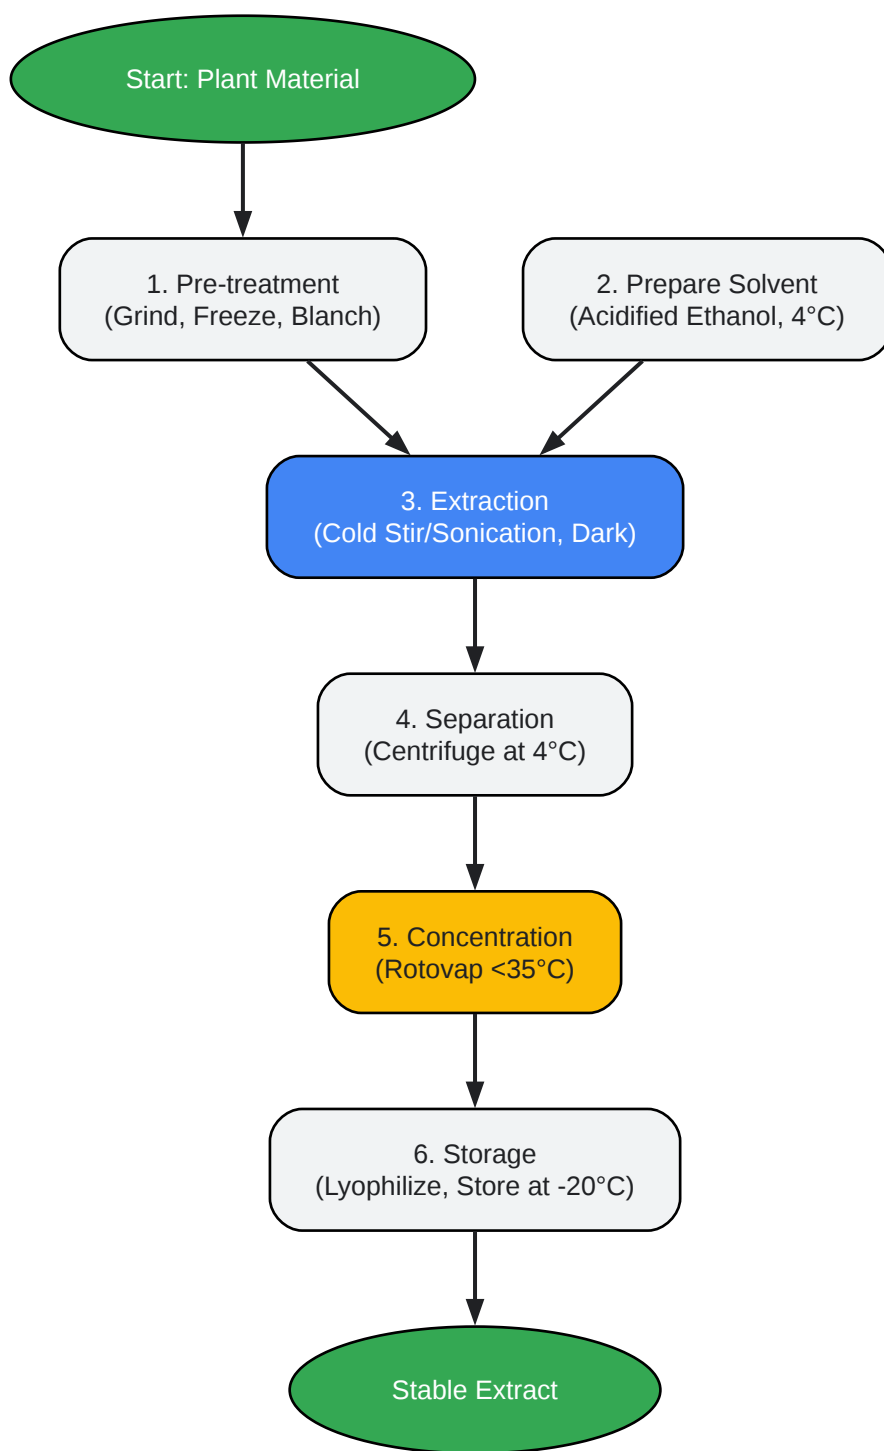 Start: Plant Material
1. Pre-treatment
(Grind, Freeze, Blanch)
2. Prepare Solvent
(Acidified Ethanol, 4°C)
3. Extraction
(Cold Stir/Sonication, Dark)
4. Separation
(Centrifuge at 4°C)
5. Concentration
(Rotovap <35°C)
6. Storage
(Lyophilize, Store at -20°C)
Stable Extract